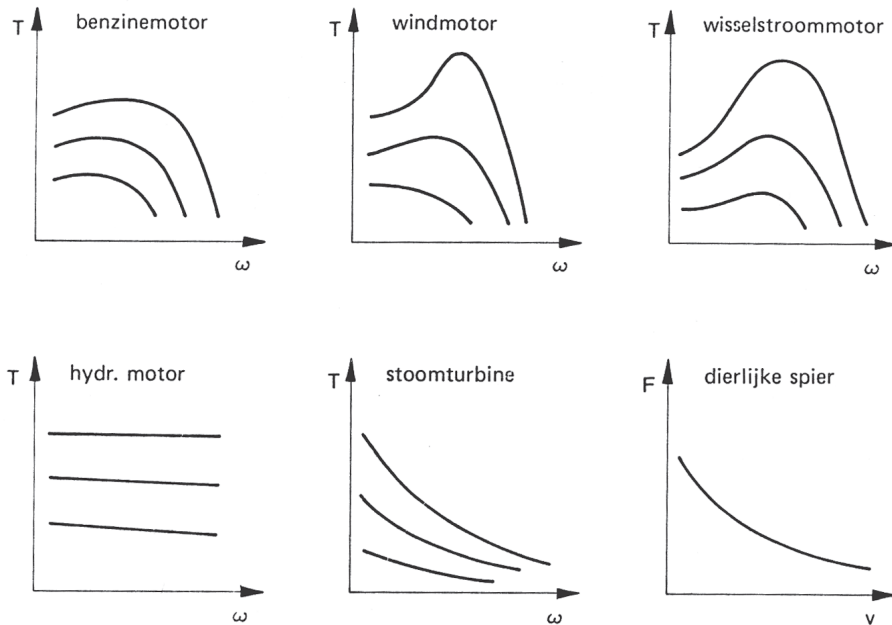 T benzinemotor
ω
T windmotor
ω
T wisselstroommotor
ω
T hydr. motor
ω
T stoomturbine
ω
F dierlijke spier
v